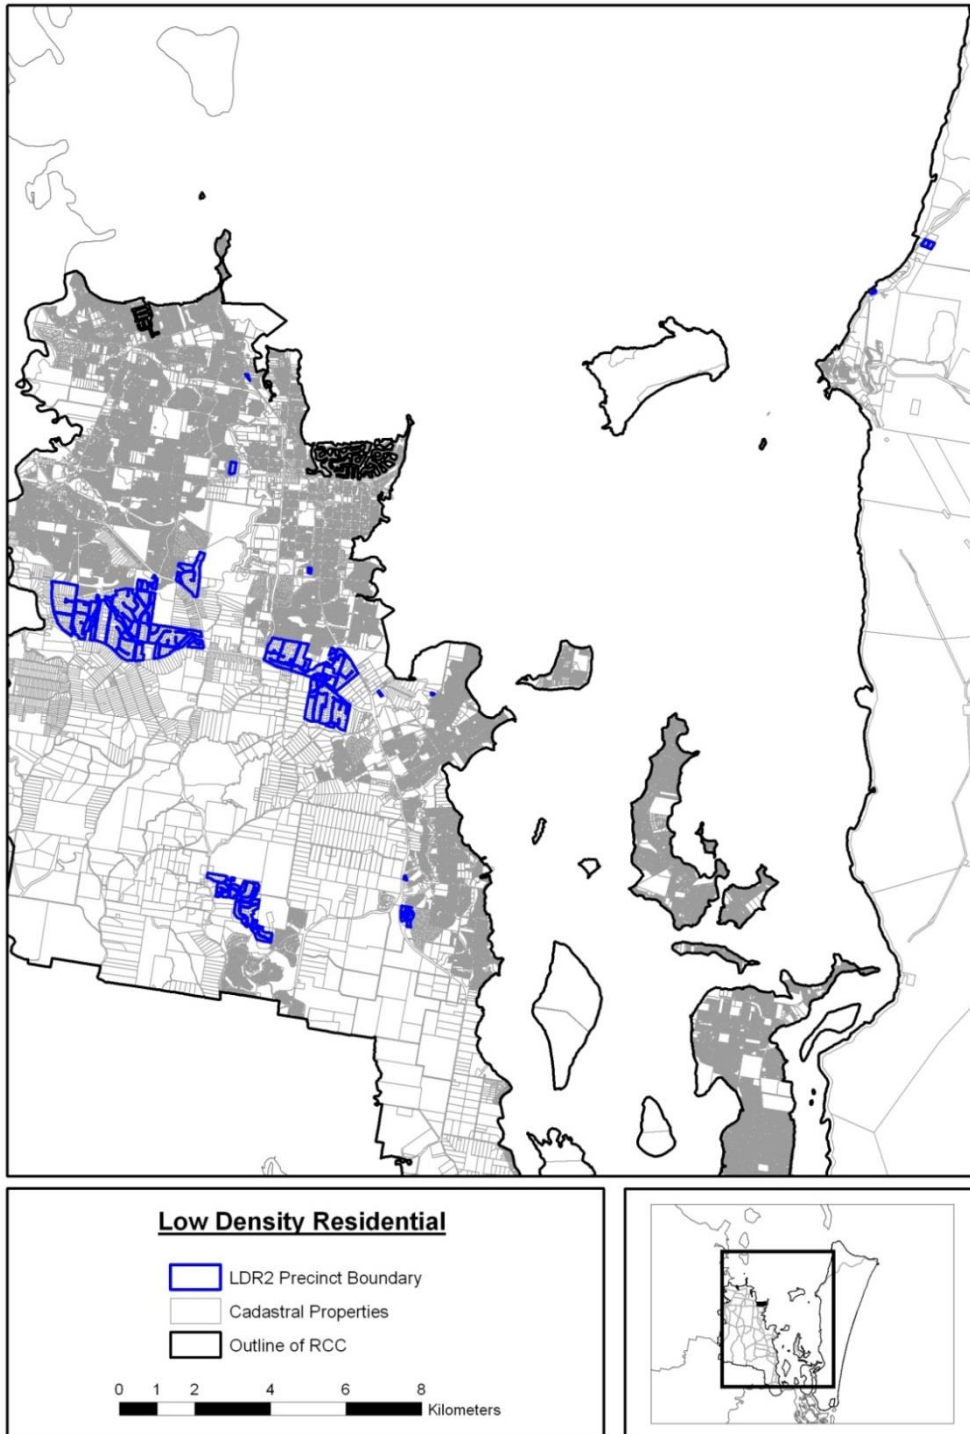 Low Density Residential
LDR2 Precinct Boundary
Cadastral Properties
Outline of RCC
0 1 2 4 6 8
Kilometers